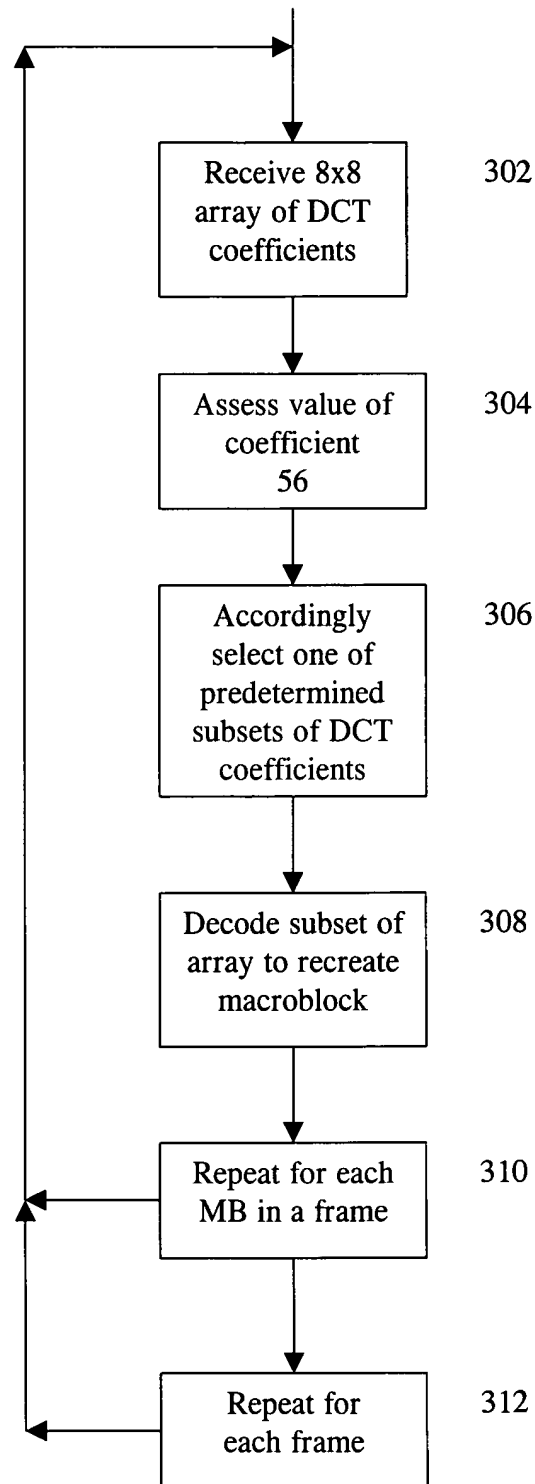 Receive 8x8
array of DCT
coefficients
302
Assess value of
coefficient
56
304
Accordingly
select one of
predetermined
subsets of DCT
coefficients
306
Decode subset of
array to recreate
macroblock
308
Repeat for each
MB in a frame
310
Repeat for
each frame
312